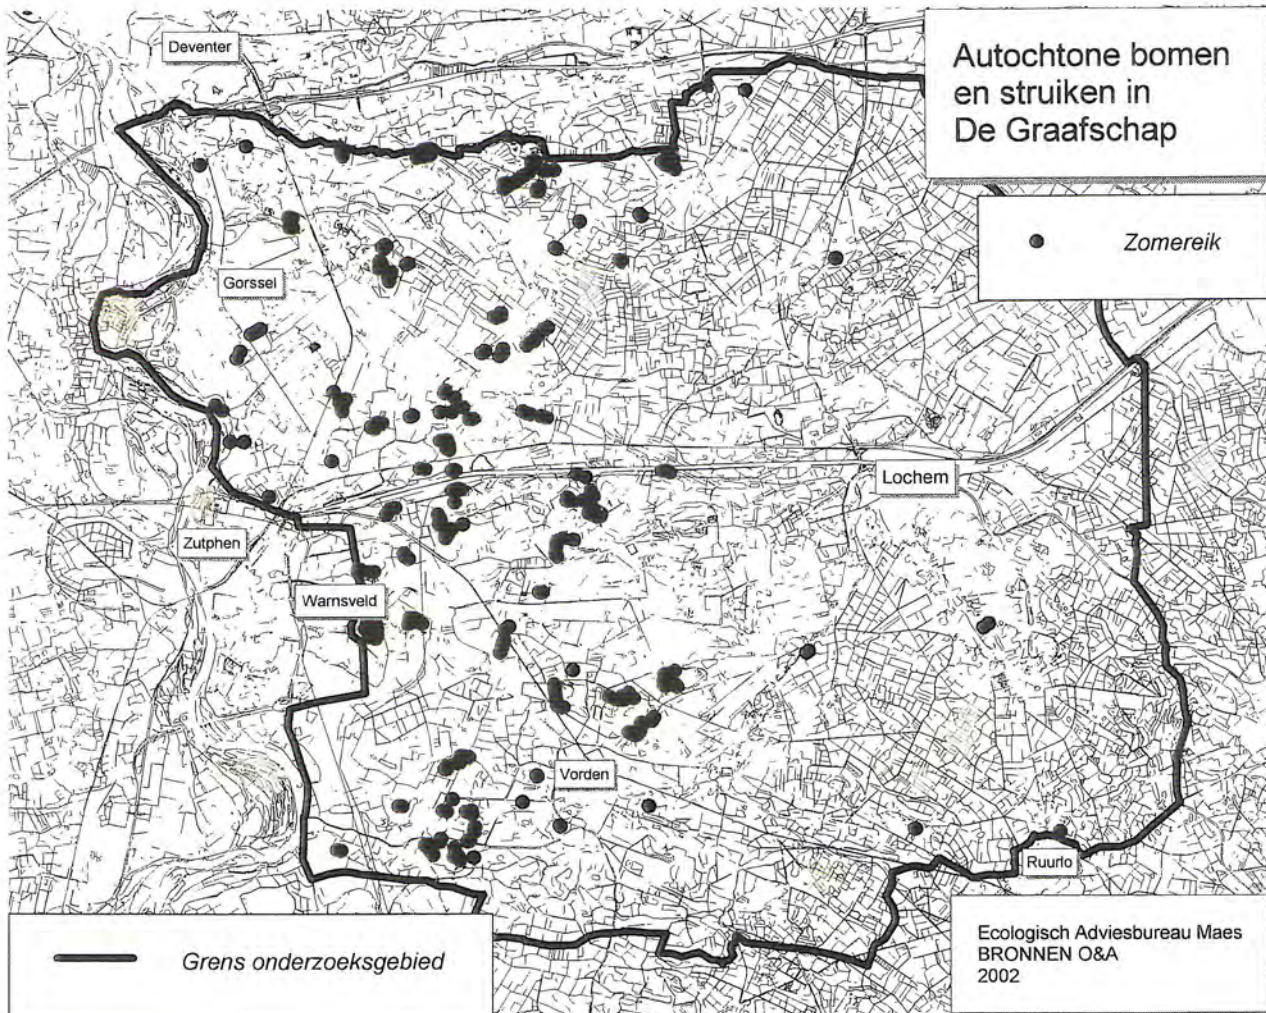 Autochtone bomen
en struiken in
De Graafschap
Zomereik
Deventer
Gorssel
Lochem
Zutphen
Warnsveld
Vorden
Ruurlo
Grens onderzoeksgebied
Ecologisch Adviesbureau Maes
BRONNEN O&A
2002